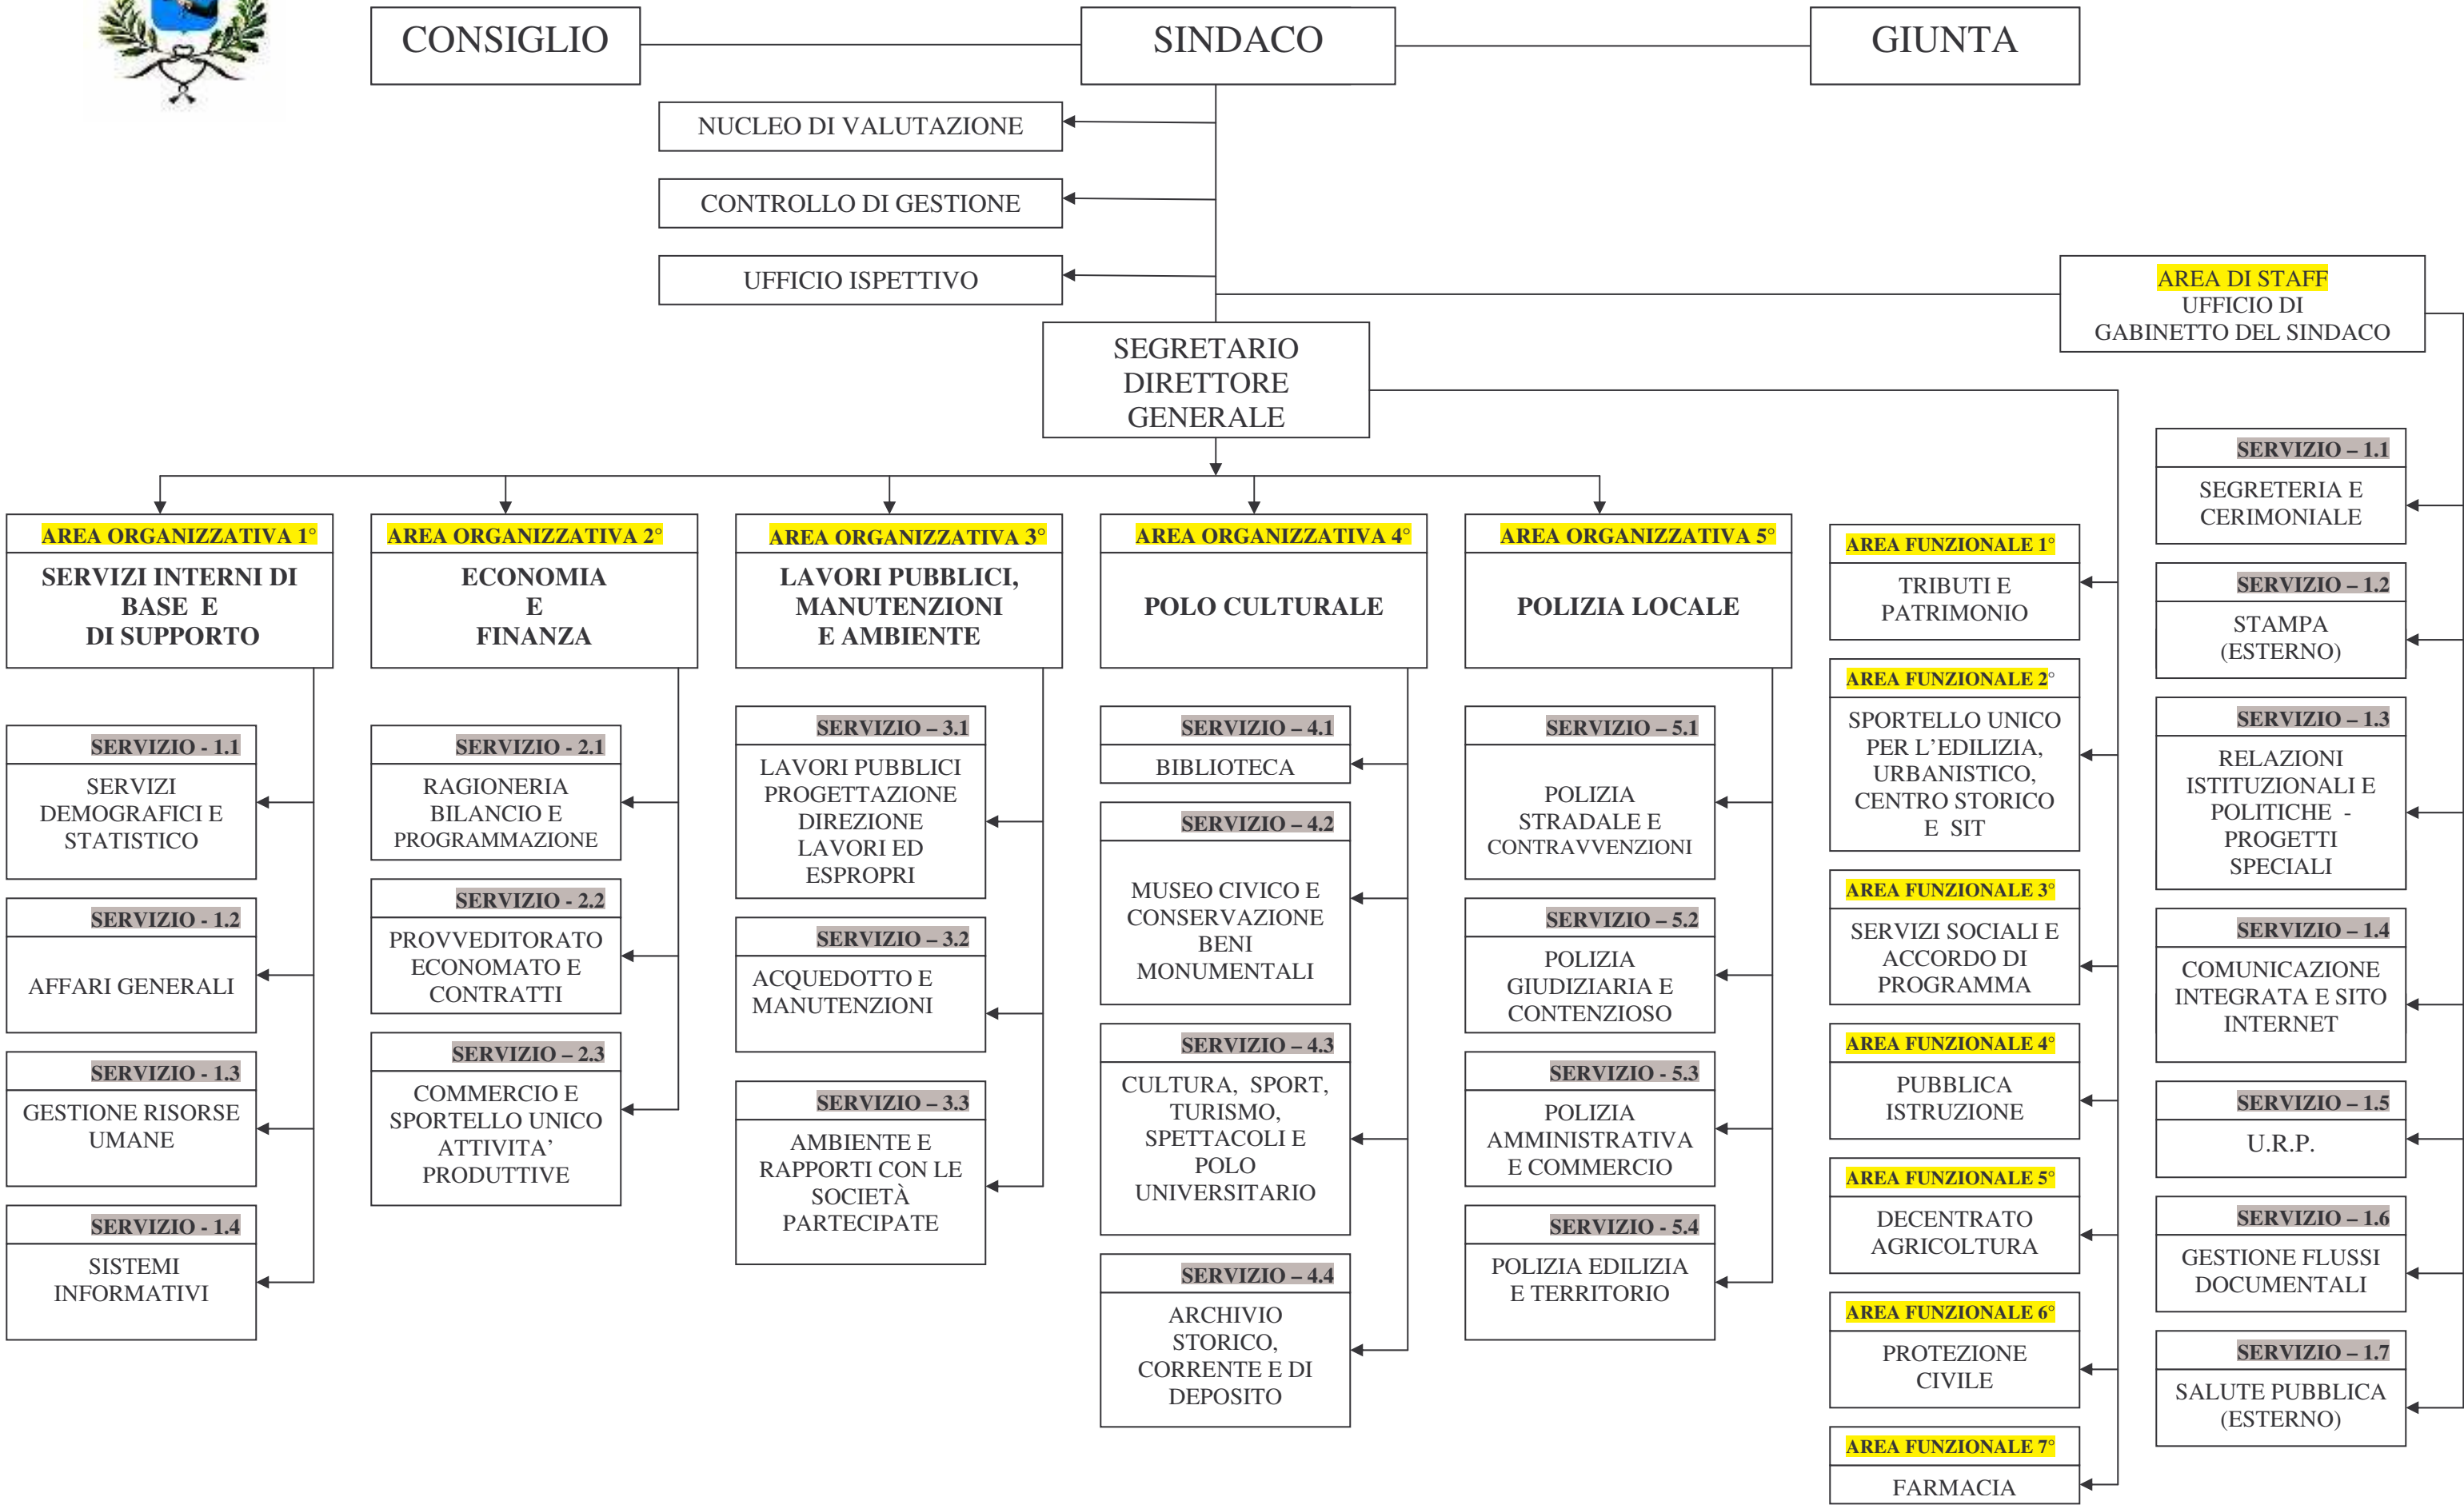 CONSIGLIO
SINDACO
GIUNTA
NUCLEO DI VALUTAZIONE
CONTROLLO DI GESTIONE
UFFICIO ISPETTIVO
AREA DI STAFF
UFFICIO DI
GABINETTO DEL SINDACO
SEGRETARIO
DIRETTORE
GENERALE
AREA ORGANIZZATIVA 1°
SERVIZI INTERNI DI
BASE E
DI SUPPORTO
SERVIZIO - 1.1
SERVIZI
DEMOGRAFICI E
STATISTICO
SERVIZIO - 1.2
AFFARI GENERALI
SERVIZIO - 1.3
GESTIONE RISORSE
UMANE
SERVIZIO - 1.4
SISTEMI
INFORMATIVI
AREA ORGANIZZATIVA 2°
ECONOMIA
E
FINANZA
SERVIZIO - 2.1
RAGIONERIA
BILANCIO E
PROGRAMMAZIONE
SERVIZIO - 2.2
PROVVEDITORATO
ECONOMATO E
CONTRATTI
SERVIZIO – 2.3
COMMERCIO E
SPORTELLO UNICO
ATTIVITA’
PRODUTTIVE
AREA ORGANIZZATIVA 3°
LAVORI PUBBLICI,
MANUTENZIONI
E AMBIENTE
SERVIZIO – 3.1
LAVORI PUBBLICI
PROGETTAZIONE
DIREZIONE
LAVORI ED
ESPROPRI
SERVIZIO – 3.2
ACQUEDOTTO E
MANUTENZIONI
SERVIZIO – 3.3
AMBIENTE E
RAPPORTI CON LE
SOCIETÀ
PARTECIPATE
AREA ORGANIZZATIVA 4°
POLO CULTURALE
SERVIZIO – 4.1
BIBLIOTECA
SERVIZIO – 4.2
MUSEO CIVICO E
CONSERVAZIONE
BENI
MONUMENTALI
SERVIZIO – 4.3
CULTURA, SPORT,
TURISMO,
SPETTACOLI E
POLO
UNIVERSITARIO
SERVIZIO – 4.4
ARCHIVIO
STORICO,
CORRENTE E DI
DEPOSITO
AREA ORGANIZZATIVA 5°
POLIZIA LOCALE
SERVIZIO – 5.1
POLIZIA
STRADALE E
CONTRAVVENZIONI
SERVIZIO – 5.2
POLIZIA
GIUDIZIARIA E
CONTENZIOSO
SERVIZIO - 5.3
POLIZIA
AMMINISTRATIVA
E COMMERCIO
SERVIZIO - 5.4
POLIZIA EDILIZIA
E TERRITORIO
AREA FUNZIONALE 1°
TRIBUTI E
PATRIMONIO
AREA FUNZIONALE 2°
SPORTELLO UNICO
PER L’EDILIZIA,
URBANISTICO,
CENTRO STORICO
E SIT
AREA FUNZIONALE 3°
SERVIZI SOCIALI E
ACCORDO DI
PROGRAMMA
AREA FUNZIONALE 4°
PUBBLICA
ISTRUZIONE
AREA FUNZIONALE 5°
DECENTRATO
AGRICOLTURA
AREA FUNZIONALE 6°
PROTEZIONE
CIVILE
AREA FUNZIONALE 7°
FARMACIA
SERVIZIO – 1.1
SEGRETERIA E
CERIMONIALE
SERVIZIO – 1.2
STAMPA
(ESTERNO)
SERVIZIO – 1.3
RELAZIONI
ISTITUZIONALI E
POLITICHE -
PROGETTI
SPECIALI
SERVIZIO – 1.4
COMUNICAZIONE
INTEGRATA E SITO
INTERNET
SERVIZIO – 1.5
U.R.P.
SERVIZIO – 1.6
GESTIONE FLUSSI
DOCUMENTALI
SERVIZIO – 1.7
SALUTE PUBBLICA
(ESTERNO)